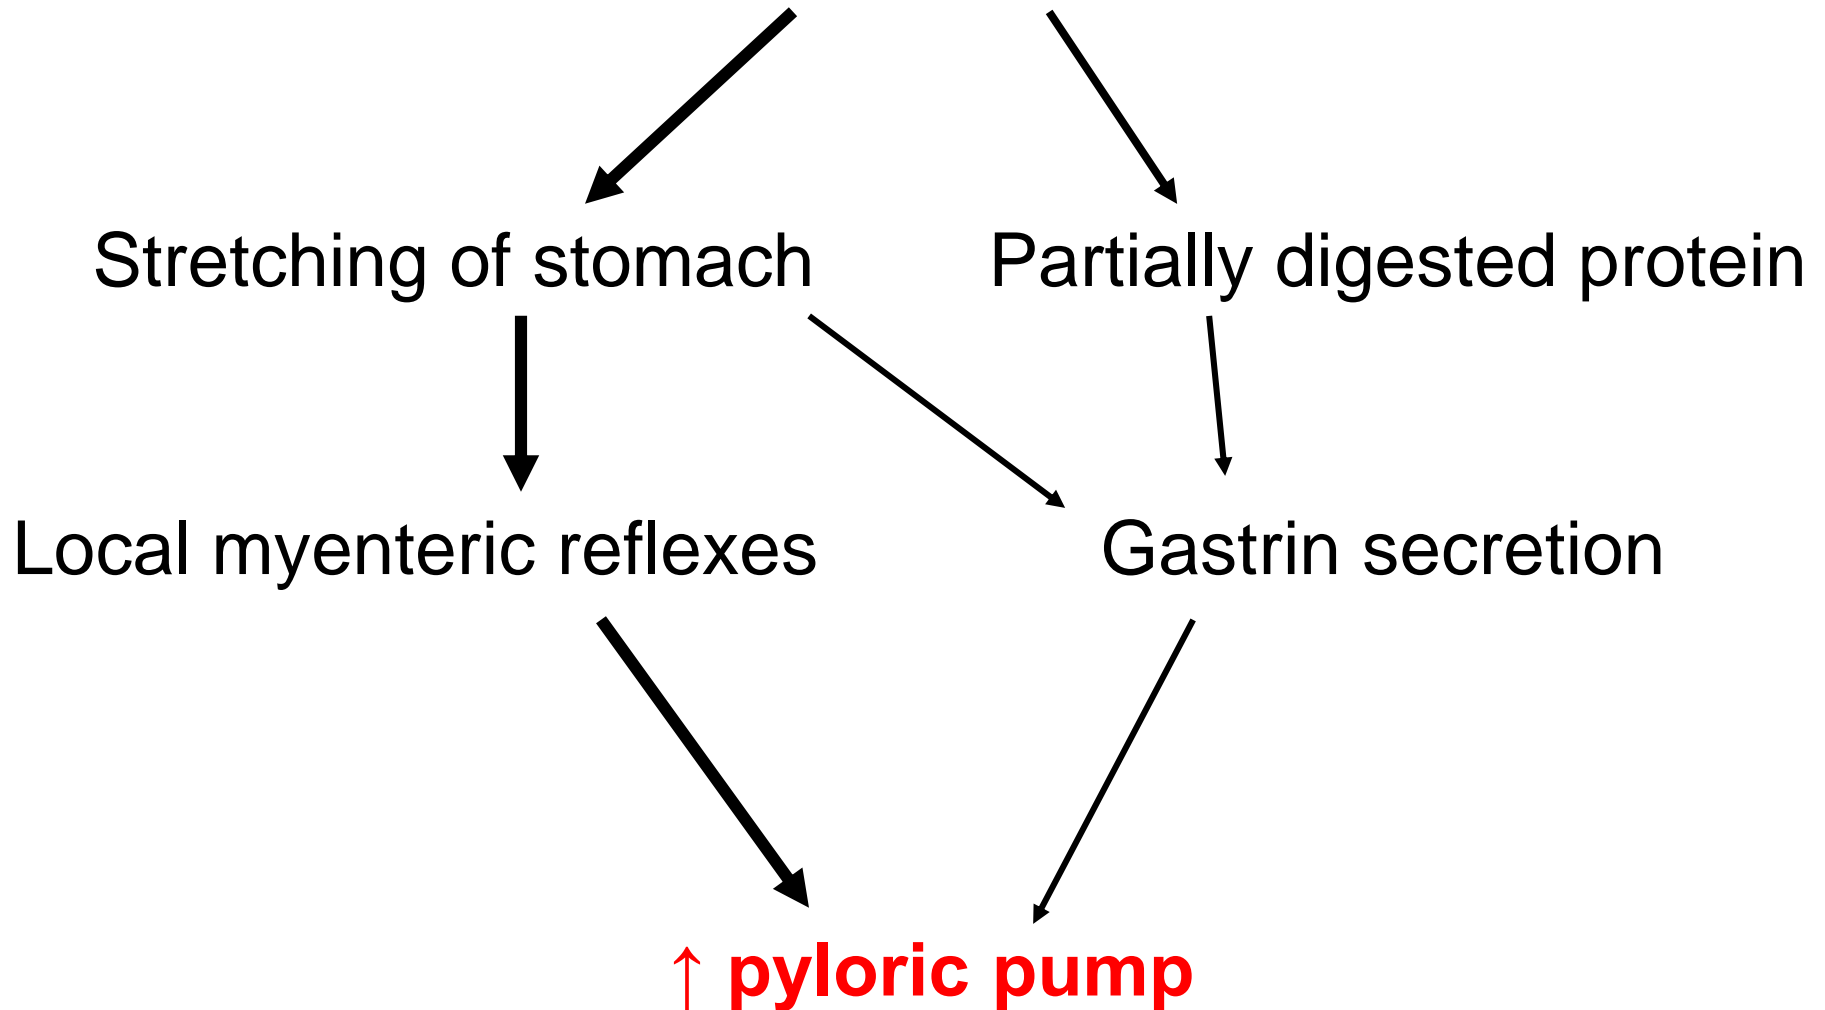 Stretching of stomach
Partially digested protein
Local myenteric reflexes
Gastrin secretion
↑ pyloric pump